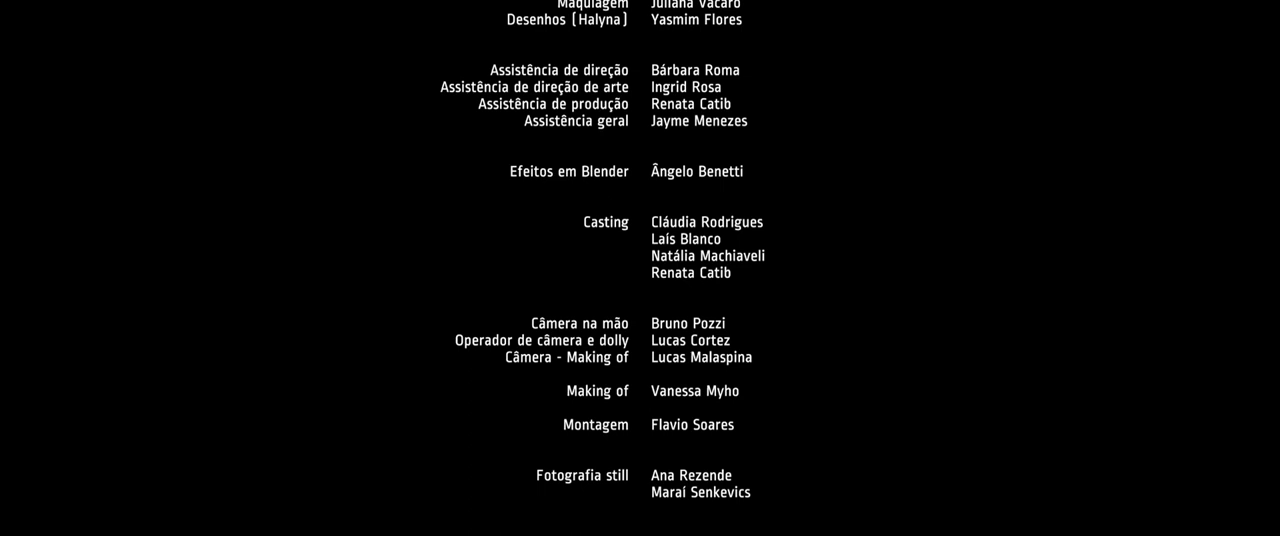 Maquiagem Juliana Vacaro
Desenhos [Halyna] Yasmim Flores
Assistência de direção Bárbara Roma
Assistência de direção de arte Ingrid Rosa
Assistência de produção Renata Catib
Assistência geral Jayme Menezes
Efeitos em Blender Ângelo Benetti
Casting Cláudia Rodrigues
Laís Blanco
Natália Machiaveli
Renata Catib
Câmera na mão Bruno Pozzi
Operador de câmera e dolly Lucas Cortez
Câmera - Making of Lucas Malaspina
Making of Vanessa Myho
Montagem Flavio Soares
Fotografia still Ana Rezende
Maraí Senkevics